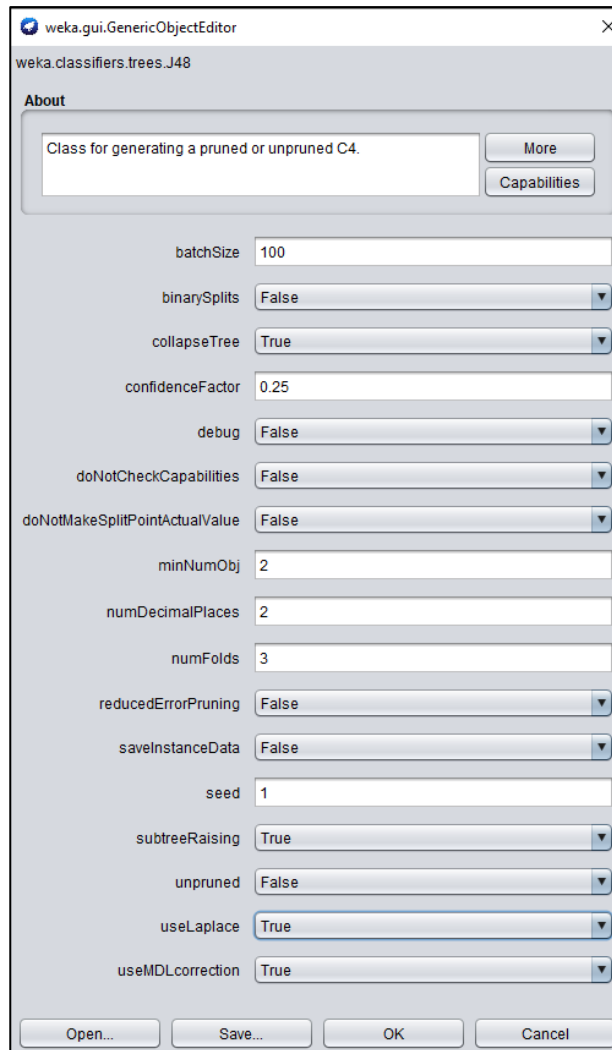 weka.gui.GenericObjectEditor
weka.classifiers.trees.J48
About
Class for generating a pruned or unpruned C4.
More
Capabilities
batchSize 100
binarySplits False
collapseTree True
confidenceFactor 0.25
debug False
doNotCheckCapabilities False
doNotMakeSplitPointActualValue False
minNumObj 2
numDecimalPlaces 2
numFolds 3
reducedErrorPruning False
saveInstanceData False
seed 1
subtreeRaising True
unpruned False
useLaplace True
useMDLcorrection True
Open... Save... OK Cancel